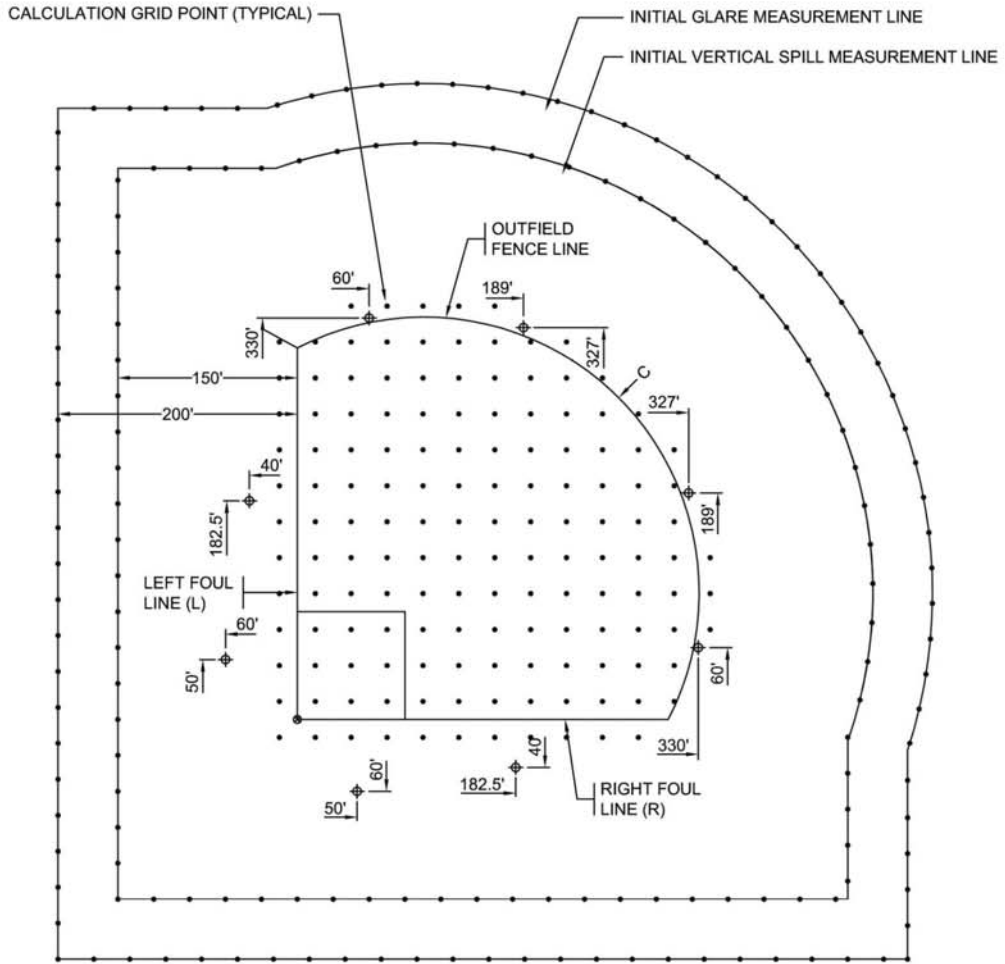 CALCULATION GRID POINT (TYPICAL)
INITIAL GLARE MEASUREMENT LINE
INITIAL VERTICAL SPILL MEASUREMENT LINE
OUTFIELD
FENCE LINE
60'
189'
330'
327'
150'
C
200'
327'
40'
182.5'
189'
LEFT FOUL
LINE (L)
60'
50'
60'
330'
40'
60'
182.5'
50'
RIGHT FOUL
LINE (R)